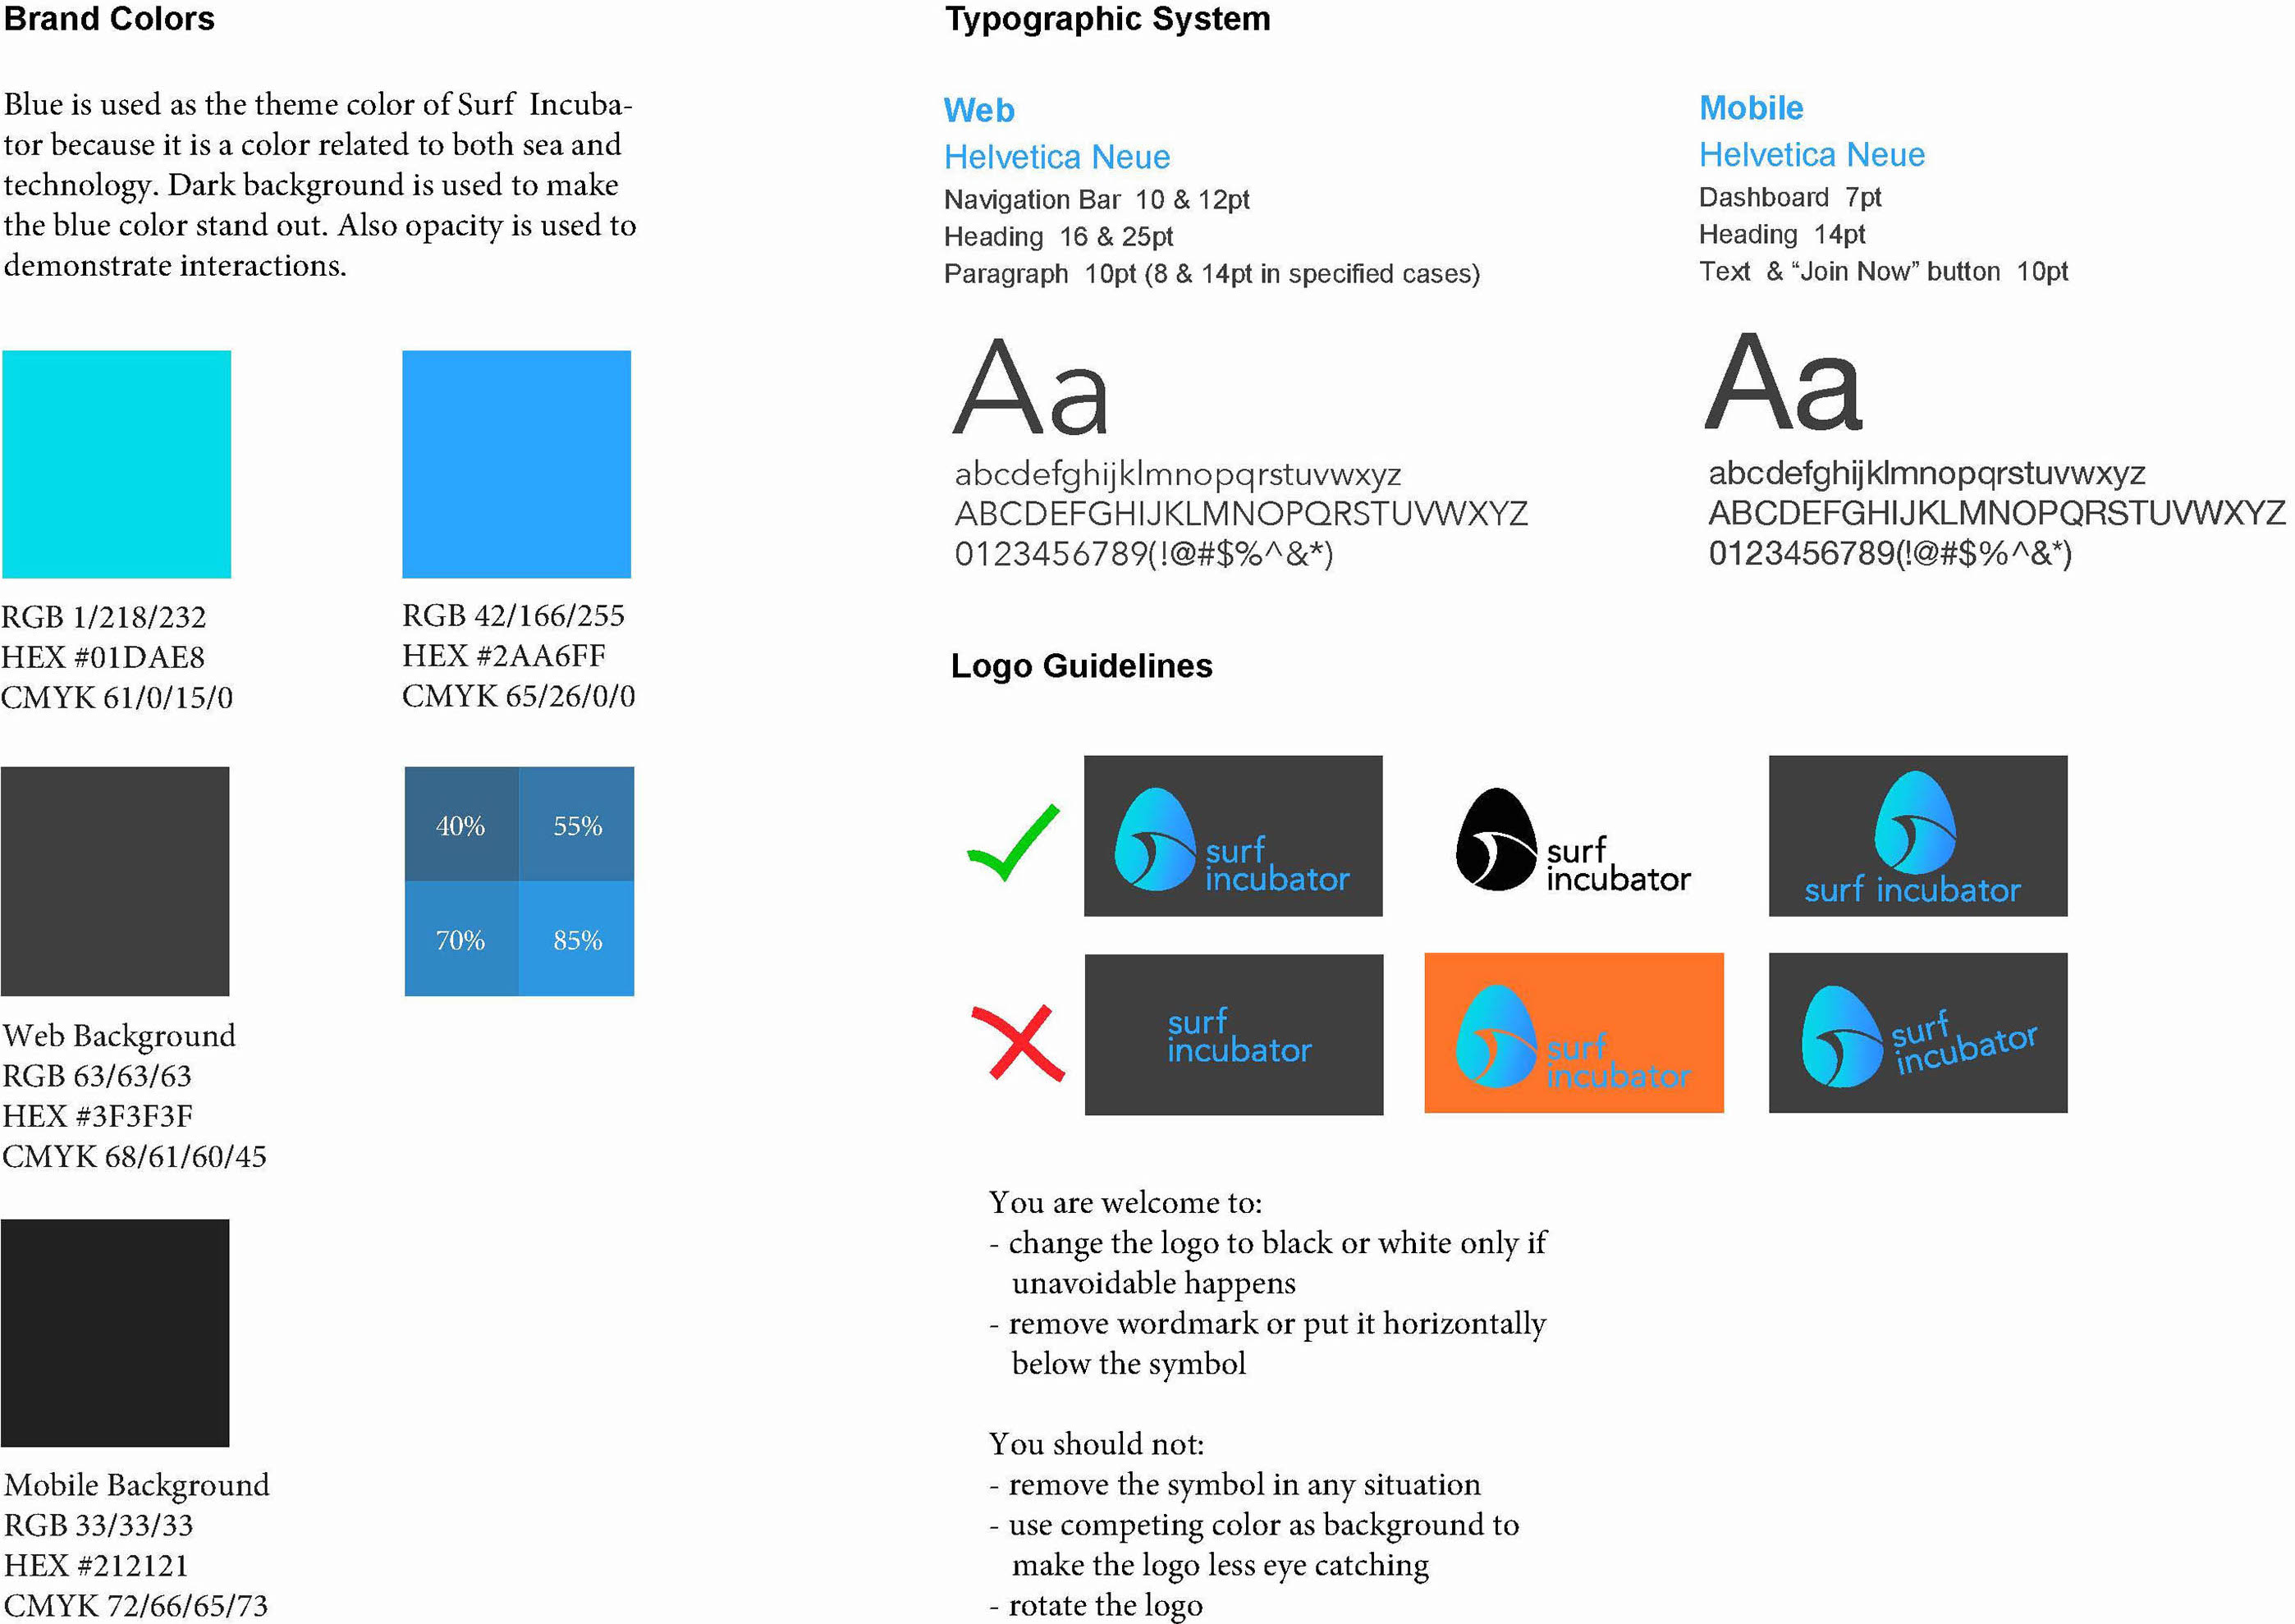 Brand Colors
Blue is used as the theme color of Surf Incuba-
tor because it is a color related to both sea and
technology. Dark background is used to make
the blue color stand out. Also opacity is used to
demonstrate interactions.
RGB 1/218/232
HEX #01DAE8
CMYK 61/0/15/0
RGB 42/166/255
HEX #2AA6FF
CMYK 65/26/0/0
40%
55%
70%
85%
Web Background
RGB 63/63/63
HEX #3F3F3F
CMYK 68/61/60/45
Mobile Background
RGB 33/33/33
HEX #212121
CMYK 72/66/65/73
Typographic System
Web
Helvetica Neue
Navigation Bar 10 & 12pt
Heading 16 & 25pt
Paragraph 10pt (8 & 14pt in specified cases)
Aa
abcdefghijklmnopqrstuvwxyz
ABCDEFGHIJKLMNOPQRSTUVWXYZ
0123456789(!@#$%^&*)
Mobile
Helvetica Neue
Dashboard 7pt
Heading 14pt
Text & “Join Now” button 10pt
Aa
abcdefghijklmnopqrstuvwxyz
ABCDEFGHIJKLMNOPQRSTUVWXYZ
0123456789(!@#$%^&*)
Logo Guidelines
surf
incubator
surf
incubator
surf incubator
surf
incubator
surf
incubator
surf
incubator
You are welcome to:
- change the logo to black or white only if
unavoidable happens
- remove wordmark or put it horizontally
below the symbol
You should not:
- remove the symbol in any situation
- use competing color as background to
make the logo less eye catching
- rotate the logo